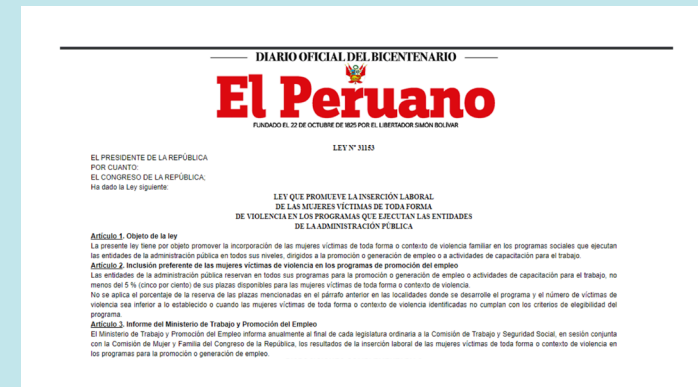 DIARIO OFICIAL DEL BICENTENARIO
El Peruano
FUNDADO EL 22 DE OCTUBRE DE 1825 POR EL LIBERTADOR SIMÓN BOLÍVAR
LEY N° 31153
EL PRESIDENTE DE LA REPÚBLICA
POR CUANTO:
EL CONGRESO DE LA REPÚBLICA;
Ha dado la Ley siguiente:
LEY QUE PROMUEVE LA INSERCIÓN LABORAL
DE LAS MUJERES VÍCTIMAS DE TODA FORMA
DE VIOLENCIA EN LOS PROGRAMAS QUE EJECUTAN LAS ENTIDADES
DE LA ADMINISTRACIÓN PÚBLICA
Artículo 1. Objeto de la ley
La presente ley tiene por objeto promover la incorporación de las mujeres víctimas de toda forma o contexto de violencia familiar en los programas sociales que ejecutan
las entidades de la administración pública en todos sus niveles, dirigidos a la promoción y generación de empleo o a actividades de capacitación para el trabajo.
Artículo 2. Inclusión preferente de las mujeres víctimas de violencia en los programas de promoción del empleo
Las entidades de la administración pública reservan en todos sus programas para la promoción o generación de empleo o actividades de capacitación para el trabajo, no
menos del 5 % (cinco por ciento) de sus plazas disponibles para las mujeres víctimas de toda forma o contexto de violencia.
No se aplica el porcentaje de la reserva de las plazas mencionadas en el párrafo anterior en las localidades donde se desarrolle el programa y el número de víctimas de
violencia sea inferior a lo establecido o cuando las mujeres víctimas de toda forma o contexto de violencia identificadas no cumplan con los criterios de elegibilidad del
programa.
Artículo 3. Informe del Ministerio de Trabajo y Promoción del Empleo
El Ministerio de Trabajo y Promoción del Empleo informa anualmente al final de cada legislatura ordinaria a la Comisión de Trabajo y Seguridad Social, en sesión conjunta
con la Comisión de Mujer y Familia del Congreso de la República, los resultados de la inserción laboral de las mujeres víctimas de toda forma o contexto de violencia en
los programas para la promoción o generación de empleo.